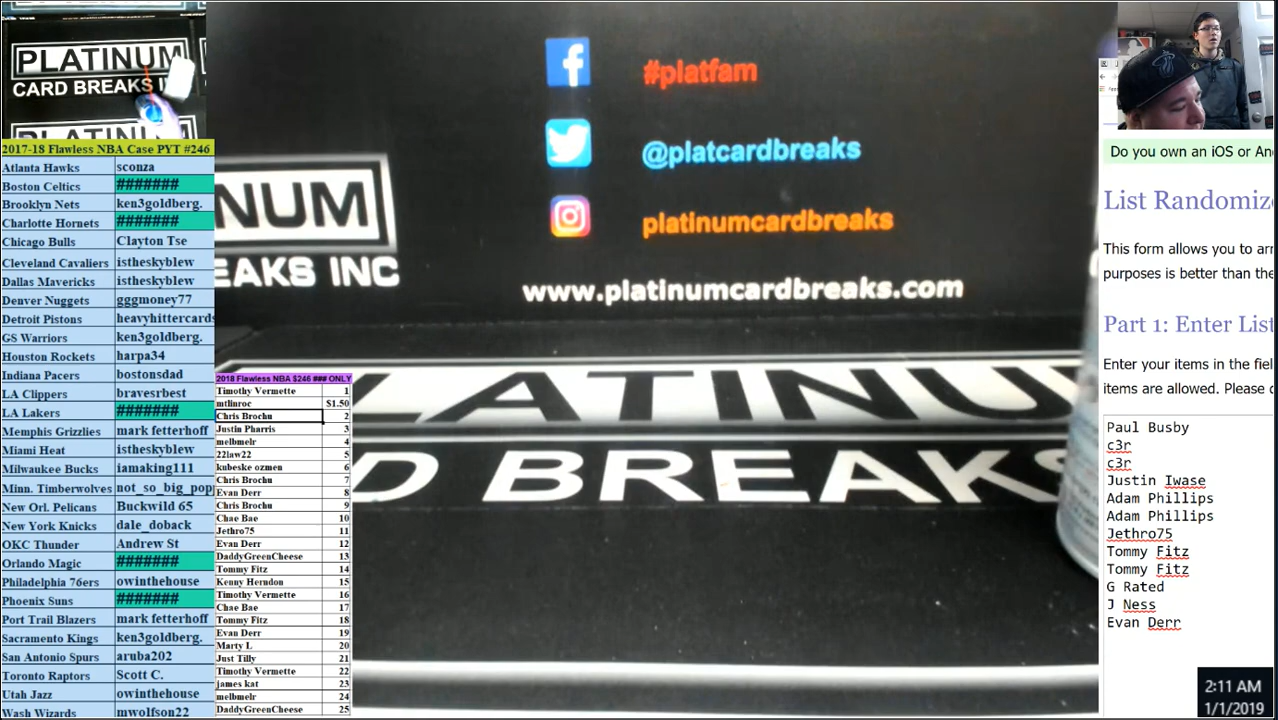 PLATINUM
CARD BREAKS I
PLATINUM
2017-18 Flawless NBA Case PYT #246
Atlanta Hawks sconza
Boston Celtics #######
Brooklyn Nets ken3goldberg.
Charlotte Hornets #######
Chicago Bulls Clayton Tse
Cleveland Cavaliers istheskyblew
Dallas Mavericks istheskyblew
Denver Nuggets gggmoney77
Detroit Pistons heavyhittercards
GS Warriors ken3goldberg.
Houston Rockets harpa34
Indiana Pacers bostonsdad
LA Clippers bravesrbest
LA Lakers #######
Memphis Grizzlies mark fetterhoff
Miami Heat istheskyblew
Milwaukee Bucks iamaking111
Minn. Timberwolves not_so_big_pop
New Orl. Pelicans Buckwild 65
New York Knicks dale_doback
OKC Thunder Andrew St
Orlando Magic #######
Philadelphia 76ers owinthehouse
Phoenix Suns #######
Port Trail Blazers mark fetterhoff
Sacramento Kings ken3goldberg.
San Antonio Spurs aruba202
Toronto Raptors Scott C.
Utah Jazz owinthehouse
Wash Wizards mwolfson22
2018 Flawless NBA $246 ### ONLY
Timothy Vermette 1
mtlinroc $1.50
Chris Brochu 2
Justin Pharris 3
melbmelr 4
22law22 5
kubeske ozmen 6
Chris Brochu 7
Evan Derr 8
Chris Brochu 9
Chae Bae 10
Jethro75 11
Evan Derr 12
DaddyGreenCheese 13
Tommy Fitz 14
Kenny Herndon 15
Timothy Vermette 16
Chae Bae 17
Tommy Fitz 18
Evan Derr 19
Marty L 20
Just Tilly 21
Timothy Vermette 22
james kat 23
melbmelr 24
DaddyGreenCheese 25
#platfam
@platcardbreaks
platinumcardbreaks
www.platinumcardbreaks.com
NUM
EAKS INC
PLATINU
D BREAKS
Do you own an iOS or An
List Randomize
This form allows you to arr
purposes is better than the
Part 1: Enter List
Enter your items in the fiel
items are allowed. Please c
Paul Busby
c3r
c3r
Justin Iwase
Adam Phillips
Adam Phillips
Jethro75
Tommy Fitz
Tommy Fitz
G Rated
J Ness
Evan Derr
2:11 AM
1/1/2019